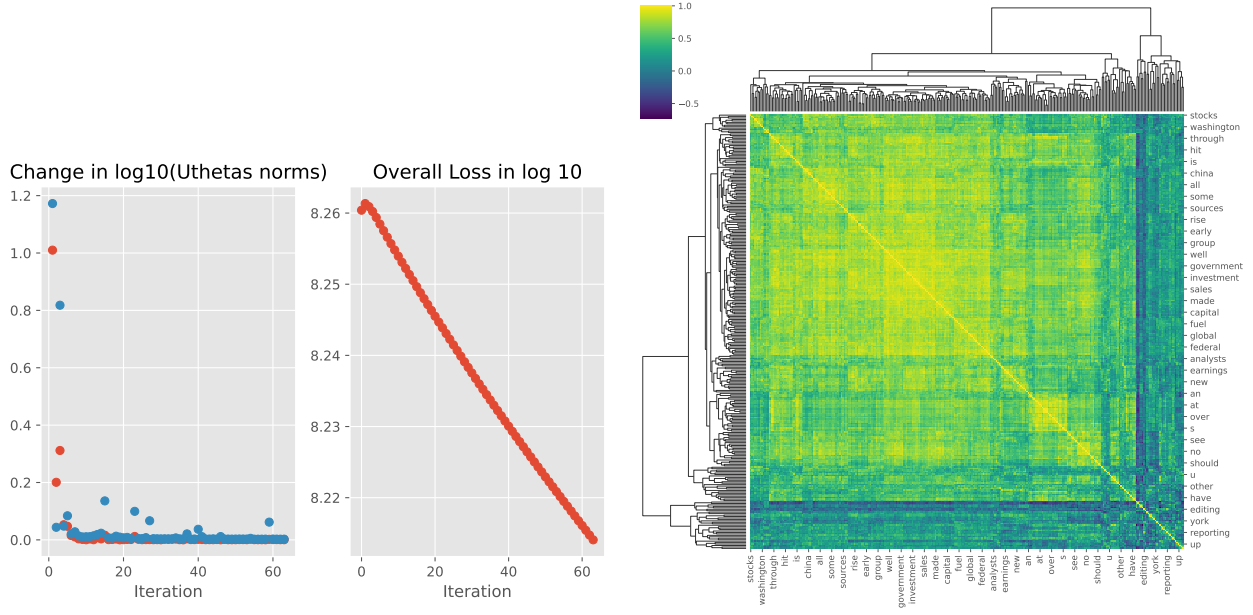 Change in log10(Uthetas norms)
1.2
1.0
0.8
0.6
0.4
0.2
0.0
0
20
40
60
Iteration
Overall Loss in log 10
8.26
8.25
8.24
8.23
8.22
0
20
40
60
Iteration
1.0
0.5
0.0
−0.5
stocks
washington
through
hit
is
china
all
some
sources
rise
early
group
well
government
investment
sales
made
capital
fuel
global
federal
analysts
earnings
new
an
at
over
s
see
no
should
u
other
have
editing
york
reporting
up
stocks
washington
through
hit
is
china
all
some
sources
rise
early
group
well
government
investment
sales
made
capital
fuel
global
federal
analysts
earnings
new
an
at
over
s
see
no
should
u
other
have
editing
york
reporting
up